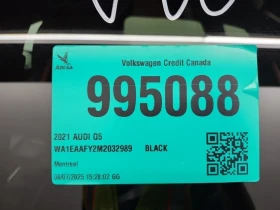 Volkswagen Credit Canada
995088
2021 AUDI Q5
WA1EAAFY2M2032989 BLACK
Montreal